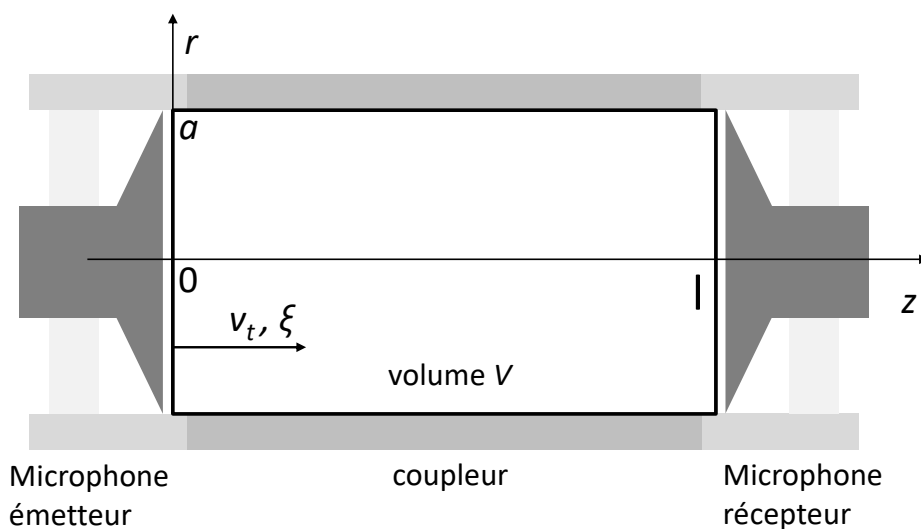 r
a
0
l
z
v_t, ξ
volume V
Microphone
émetteur
coupleur
Microphone
récepteur